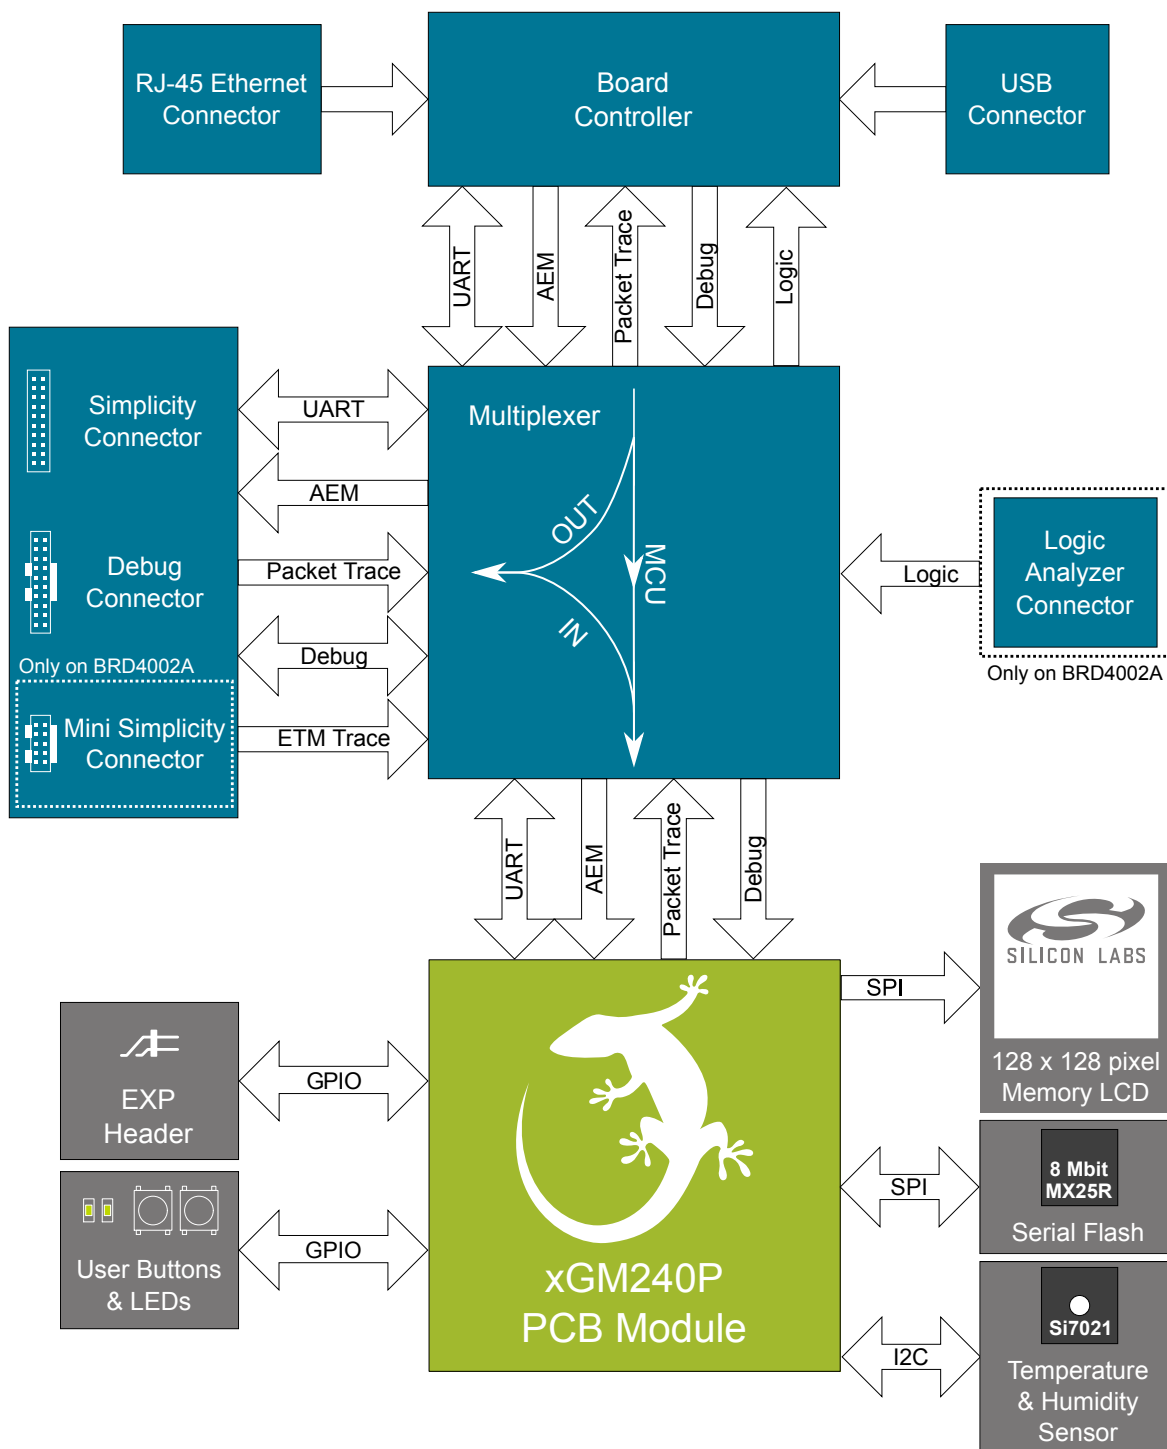 RJ-45 Ethernet
Connector
Board
Controller
USB
Connector
UART
AEM
Packet Trace
Debug
Logic
Simplicity
Connector
Debug
Connector
Only on BRD4002A
Mini Simplicity
Connector
UART
AEM
Packet Trace
Debug
ETM Trace
Multiplexer
OUT
MCU
IN
Logic
Logic
Analyzer
Connector
Only on BRD4002A
UART
AEM
Packet Trace
Debug
SILICON LABS
128 x 128 pixel
Memory LCD
SPI
EXP
Header
GPIO
8 Mbit
MX25R
Serial Flash
SPI
User Buttons
& LEDs
GPIO
xGM240P
PCB Module
I2C
Si7021
Temperature
& Humidity
Sensor